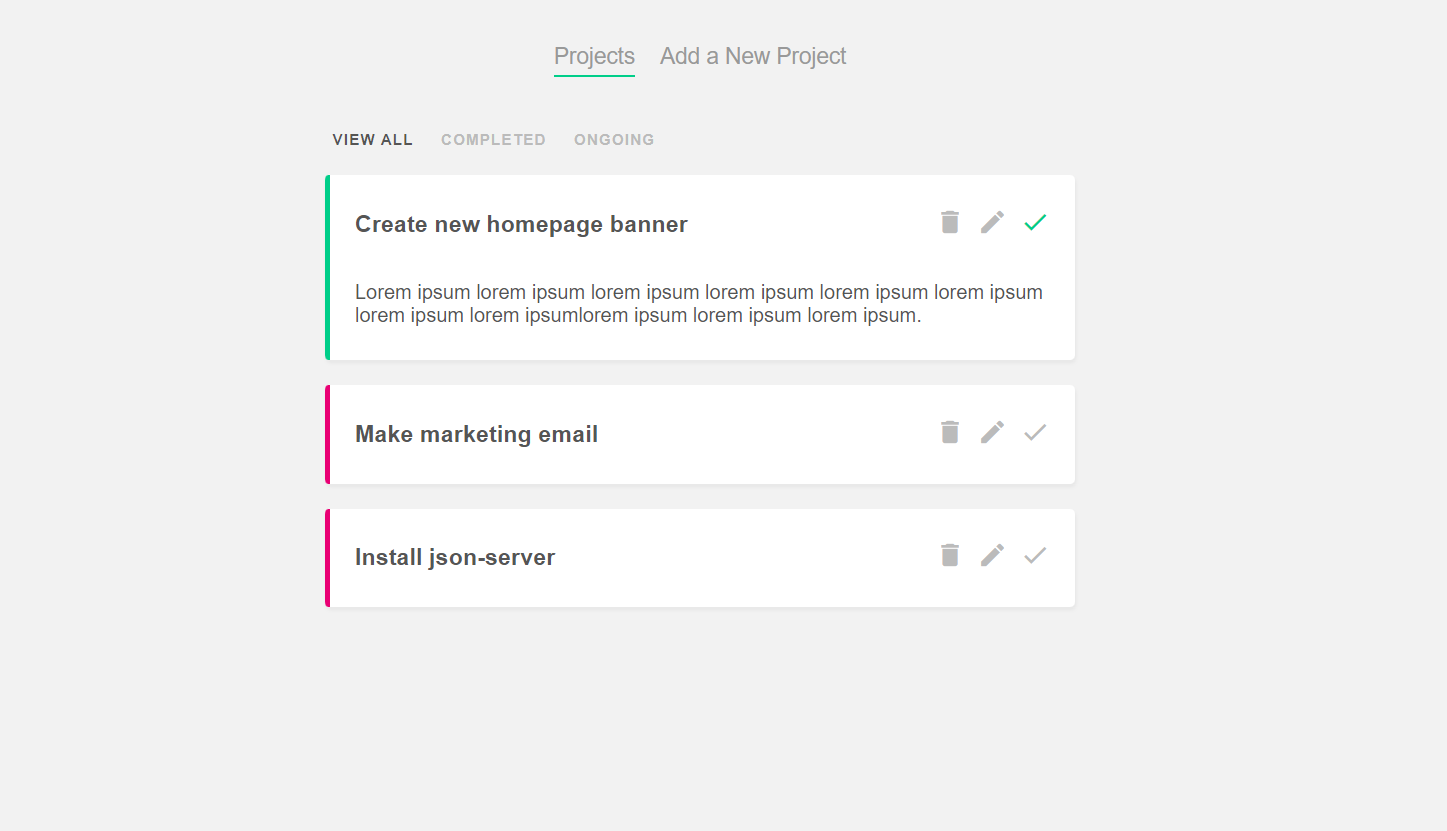 Projects Add a New Project
VIEW ALL COMPLETED ONGOING
Create new homepage banner
Lorem ipsum lorem ipsum lorem ipsum lorem ipsum lorem ipsum lorem ipsum
lorem ipsum lorem ipsumlorem ipsum lorem ipsum lorem ipsum.
Make marketing email
Install json-server